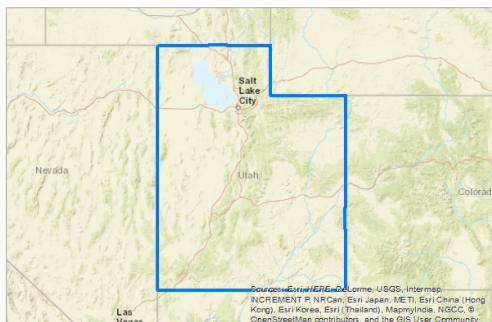 Salt
Lake
City
Nevada
Utah
Colorad
Sources: Esri, HERE, DeLorme, USGS, Intermap,
INCREMENT P, NRCan, Esri Japan, METI, Esri China (Hong
Kong), Esri Korea, Esri (Thailand), MapmyIndia, NGCC, ©
OpenStreetMap contributors, and the GIS User Community
Las
Vegas